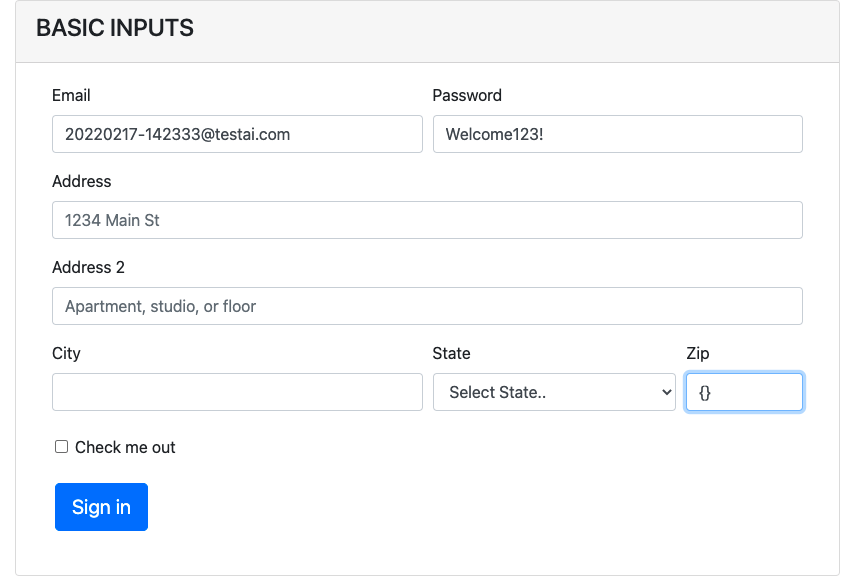 BASIC INPUTS
Email Password
20220217-142333@testai.com Welcome123!
Address
1234 Main St
Address 2
Apartment, studio, or floor
City State Zip
Select State.. {}
Check me out
Sign in